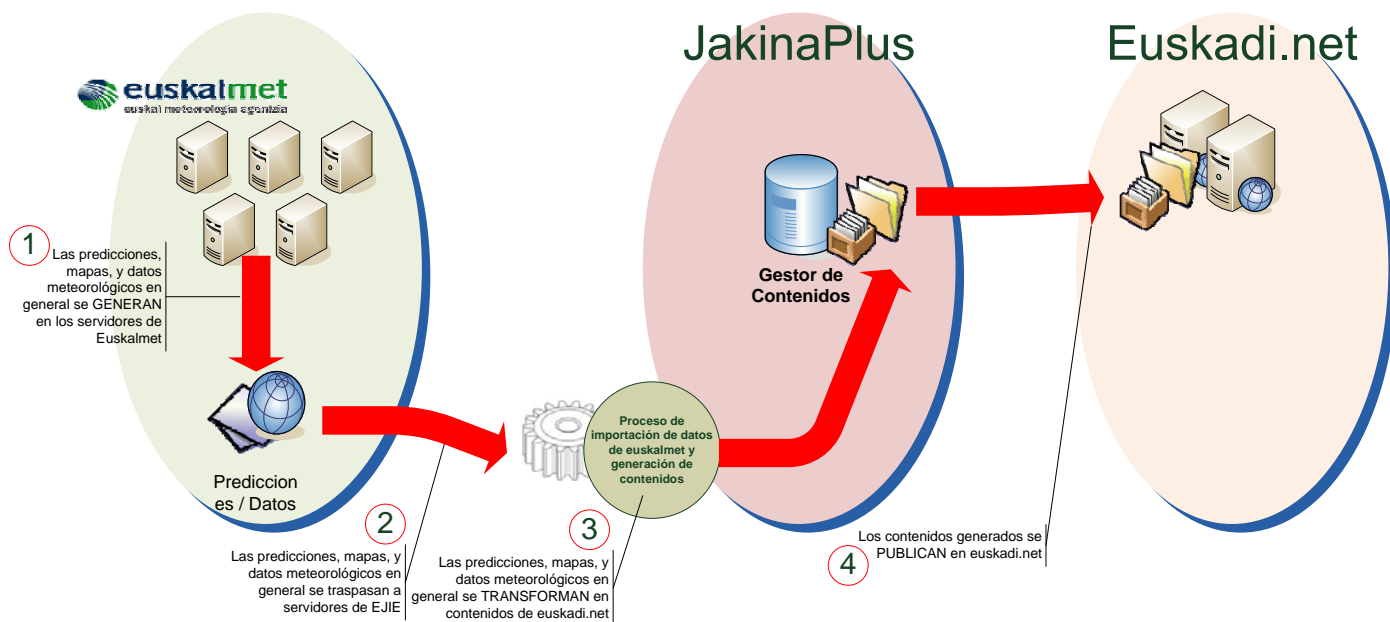 JakinaPlus
Euskadi.net
euskalmet
euskal meteorologia agentzia
1
Las predicciones,
mapas, y datos
meteorológicos en
general se GENERAN
en los servidores de
Euskalmet
Gestor de
Contenidos
Prediccion
es / Datos
Proceso de
importación de datos
de euskalmet y
generación de
contenidos
2
Las predicciones, mapas, y
datos meteorológicos en
general se traspasan a
servidores de EJIE
3
Las predicciones, mapas, y
datos meteorológicos en
general se TRANSFORMAN en
contenidos de euskadi.net
Los contenidos generados se
PUBLICAN en euskadi.net
4